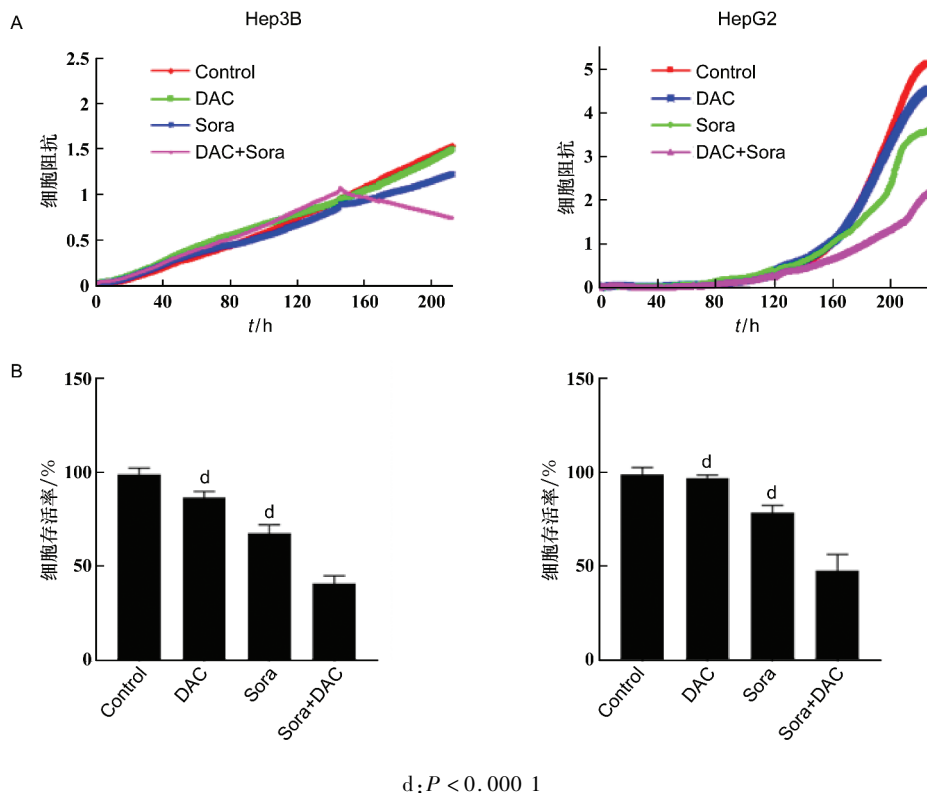 A
Hep3B
HepG2
2.5
2
1.5
1
0.5
0
Control
DAC
Sora
DAC+Sora
细胞阻抗
0 40 80 120 160 200
t/h
5
4
3
2
1
0
Control
DAC
Sora
DAC+Sora
细胞阻抗
0 40 80 120 160 200
t/h
B
150
100
50
0
细胞存活率/%
d
d
Control DAC Sora Sora+DAC
150
100
50
0
细胞存活率/%
d
d
Control DAC Sora Sora+DAC
d:P<0.000 1